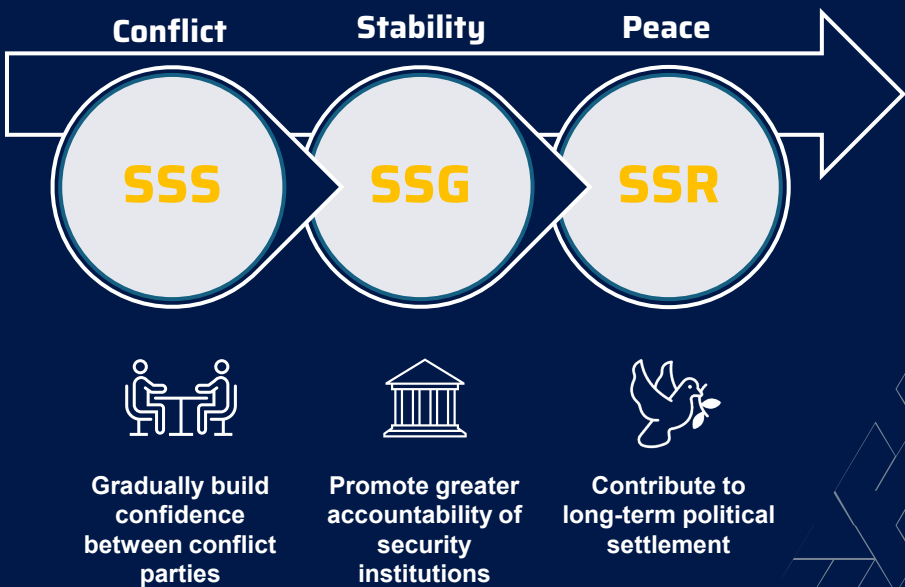 Conflict
Stability
Peace
SSS
SSG
SSR
Gradually build
confidence
between conflict
parties
Promote greater
accountability of
security
institutions
Contribute to
long-term political
settlement